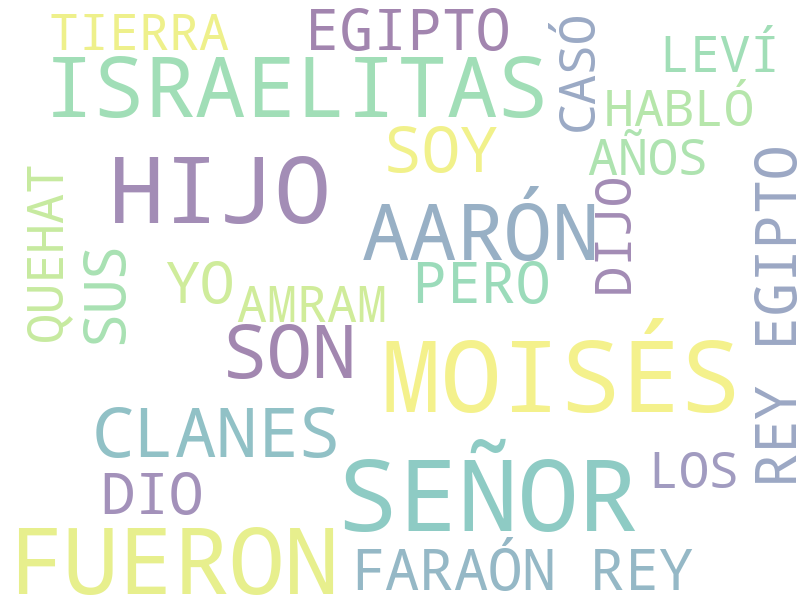 TIERRA
EGIPTO
CASÓ
LEVÍ
ISRAELITAS
HABLÓ
SOY
AÑOS
HIJO
REY EGIPTO
QUEHAT
AARÓN
DIJO
SUS
YO
PERO
AMRAM
SON
MOISÉS
CLANES
SEÑOR
LOS
DIO
FUERON
FARAÓN REY